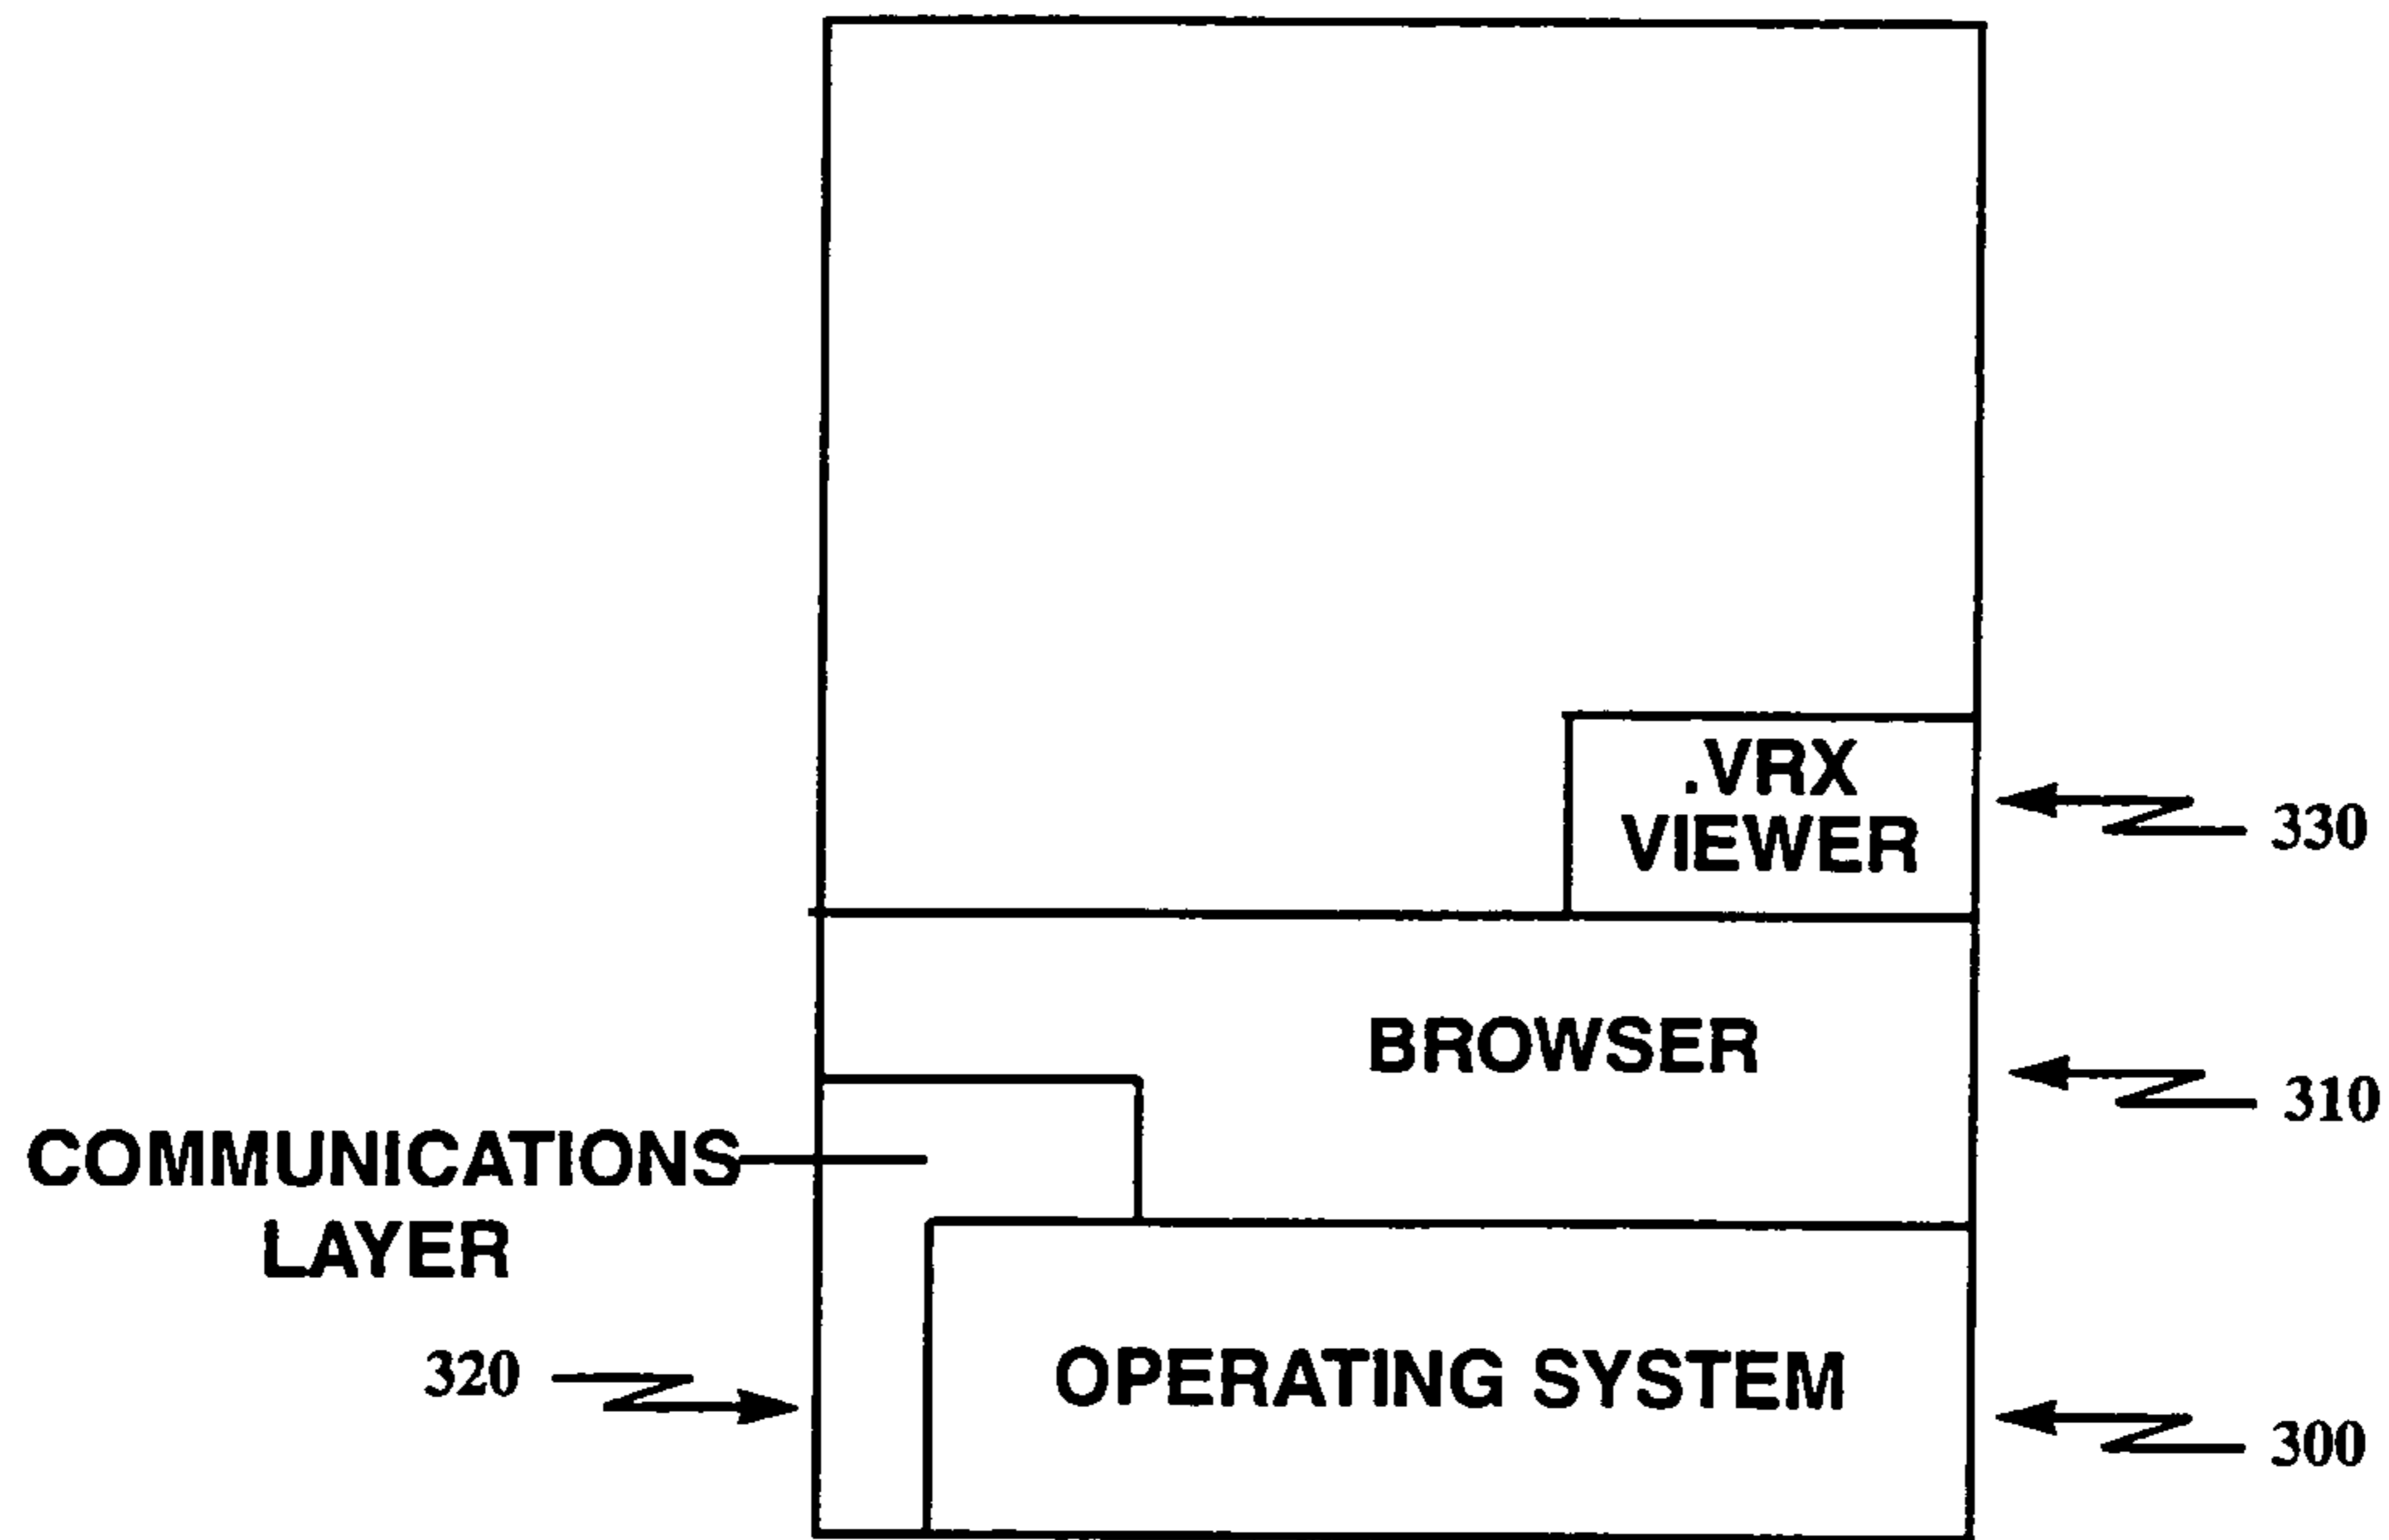 .VRX
VIEWER
330
BROWSER
310
COMMUNICATIONS
LAYER
320
OPERATING SYSTEM
300